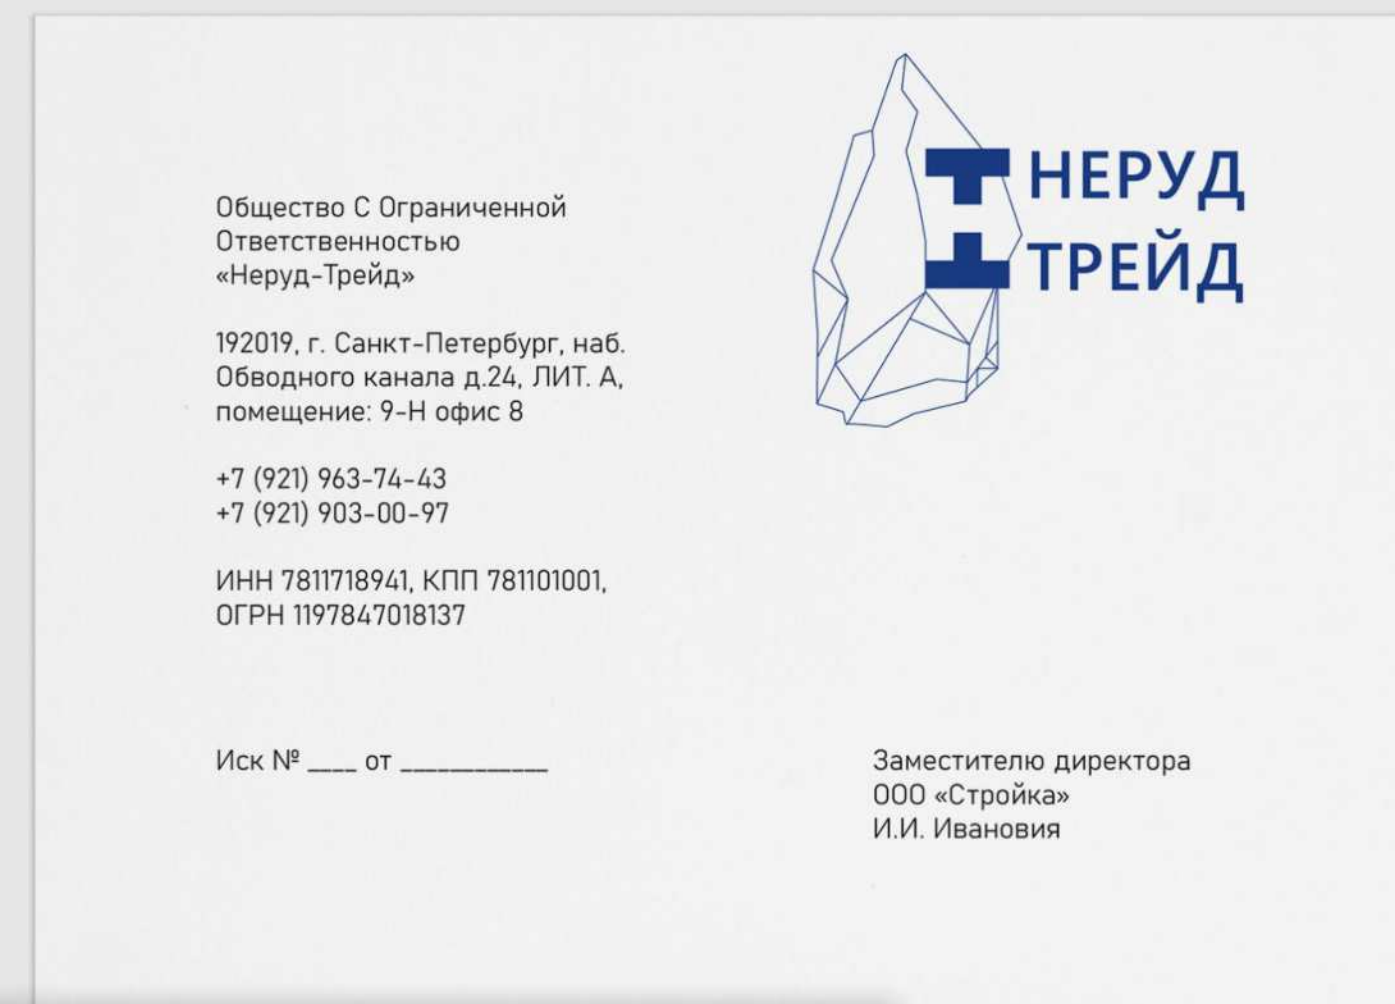 Общество С Ограниченной
Ответственностью
«Неруд-Трейд»
192019, г. Санкт-Петербург, наб.
Обводного канала д.24, ЛИТ. А,
помещение: 9-Н офис 8
+7 (921) 963-74-43
+7 (921) 903-00-97
ИНН 7811718941, КПП 781101001,
ОГРН 1197847018137
НЕРУД
ТРЕЙД
Иск № ____ от ____________
Заместителю директора
ООО «Стройка»
И.И. Ивановия